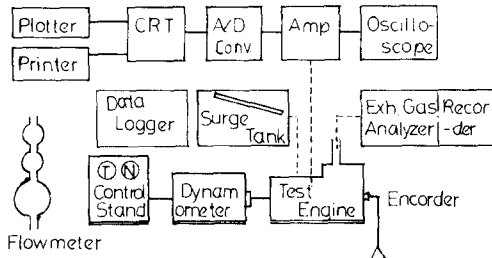 Plotter
Printer
CRT
A/D
Conv
Amp
Oscillo-
scope
Data
Logger
Surge
Tank
Exh. Gas
Analyzer
Recor
-der
T N
Control
Stand
Dynam
ometer
Test
Engine
Encorder
Flowmeter